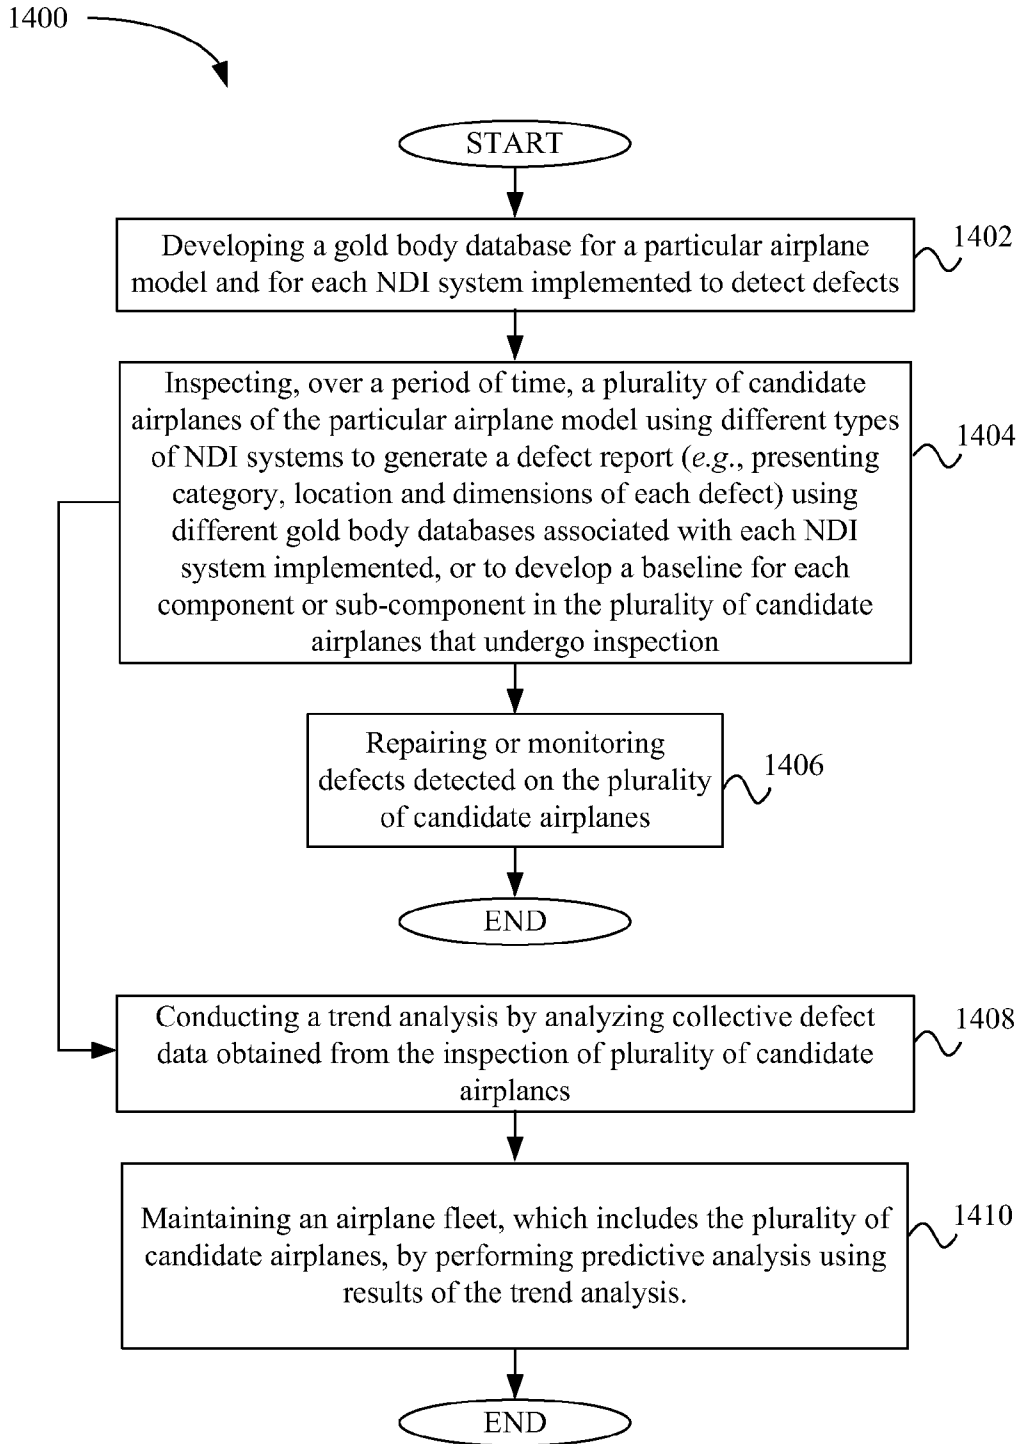 1400
START
Developing a gold body database for a particular airplane
model and for each NDI system implemented to detect defects
1402
Inspecting, over a period of time, a plurality of candidate
airplanes of the particular airplane model using different types
of NDI systems to generate a defect report (e.g., presenting
category, location and dimensions of each defect) using
different gold body databases associated with each NDI
system implemented, or to develop a baseline for each
component or sub-component in the plurality of candidate
airplanes that undergo inspection
1404
Repairing or monitoring
defects detected on the plurality
of candidate airplanes
1406
END
Conducting a trend analysis by analyzing collective defect
data obtained from the inspection of plurality of candidate
airplanes
1408
Maintaining an airplane fleet, which includes the plurality of
candidate airplanes, by performing predictive analysis using
results of the trend analysis.
1410
END